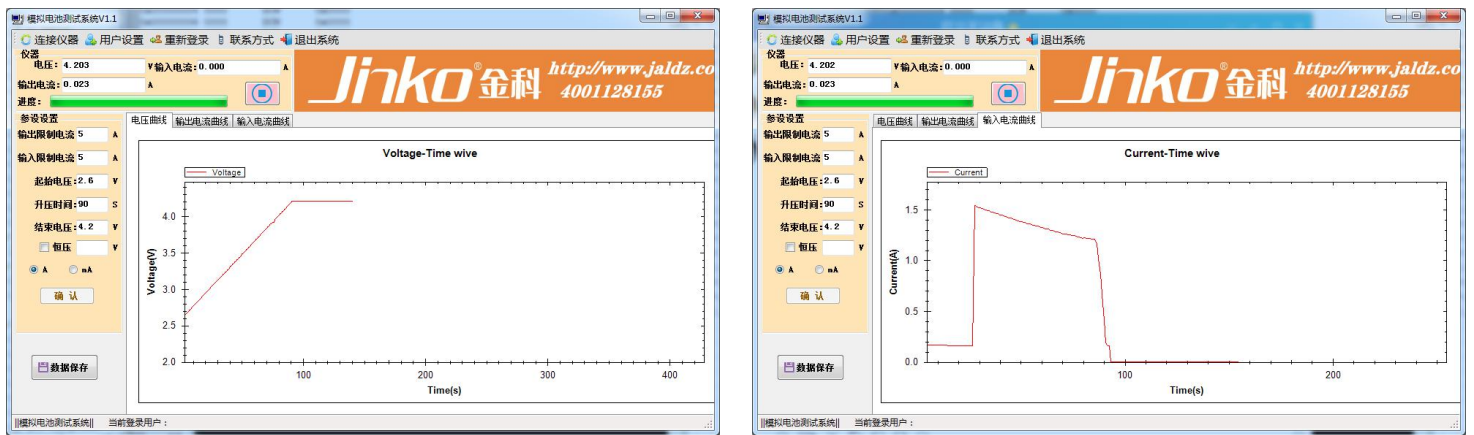 模拟电池测试系统V1.1
连接仪器 用户设置 重新登录 联系方式 退出系统
仪器
电压: 4.203 V 输入电流: 0.000 A
输出电流: 0.023 A
进度:
Jinko®金科 http://www.jaldz.co
4001128155
参设设置
电压曲线 输出电流曲线 输入电流曲线
输出限制电流 5 A
输入限制电流 5 A
起始电压: 2.6 V
升压时间: 90 S
结束电压: 4.2 V
恒压 V
A mA
确 认
数据保存
Voltage-Time wive
Voltage
Voltage(V)
4.0
3.5
3.0
2.5
2.0
100 200 300 400
Time(s)
||模拟电池测试系统|| 当前登录用户:
模拟电池测试系统V1.1
连接仪器 用户设置 重新登录 联系方式 退出系统
仪器
电压: 4.202 V 输入电流: 0.000 A
输出电流: 0.023 A
进度:
Jinko®金科 http://www.jaldz.co
4001128155
参设设置
电压曲线 输出电流曲线 输入电流曲线
输出限制电流 5 A
输入限制电流 5 A
起始电压: 2.6 V
升压时间: 90 S
结束电压: 4.2 V
恒压 V
A mA
确 认
数据保存
Current-Time wive
Current
Current(A)
1.5
1.0
0.5
0.0
100 200
Time(s)
||模拟电池测试系统|| 当前登录用户: